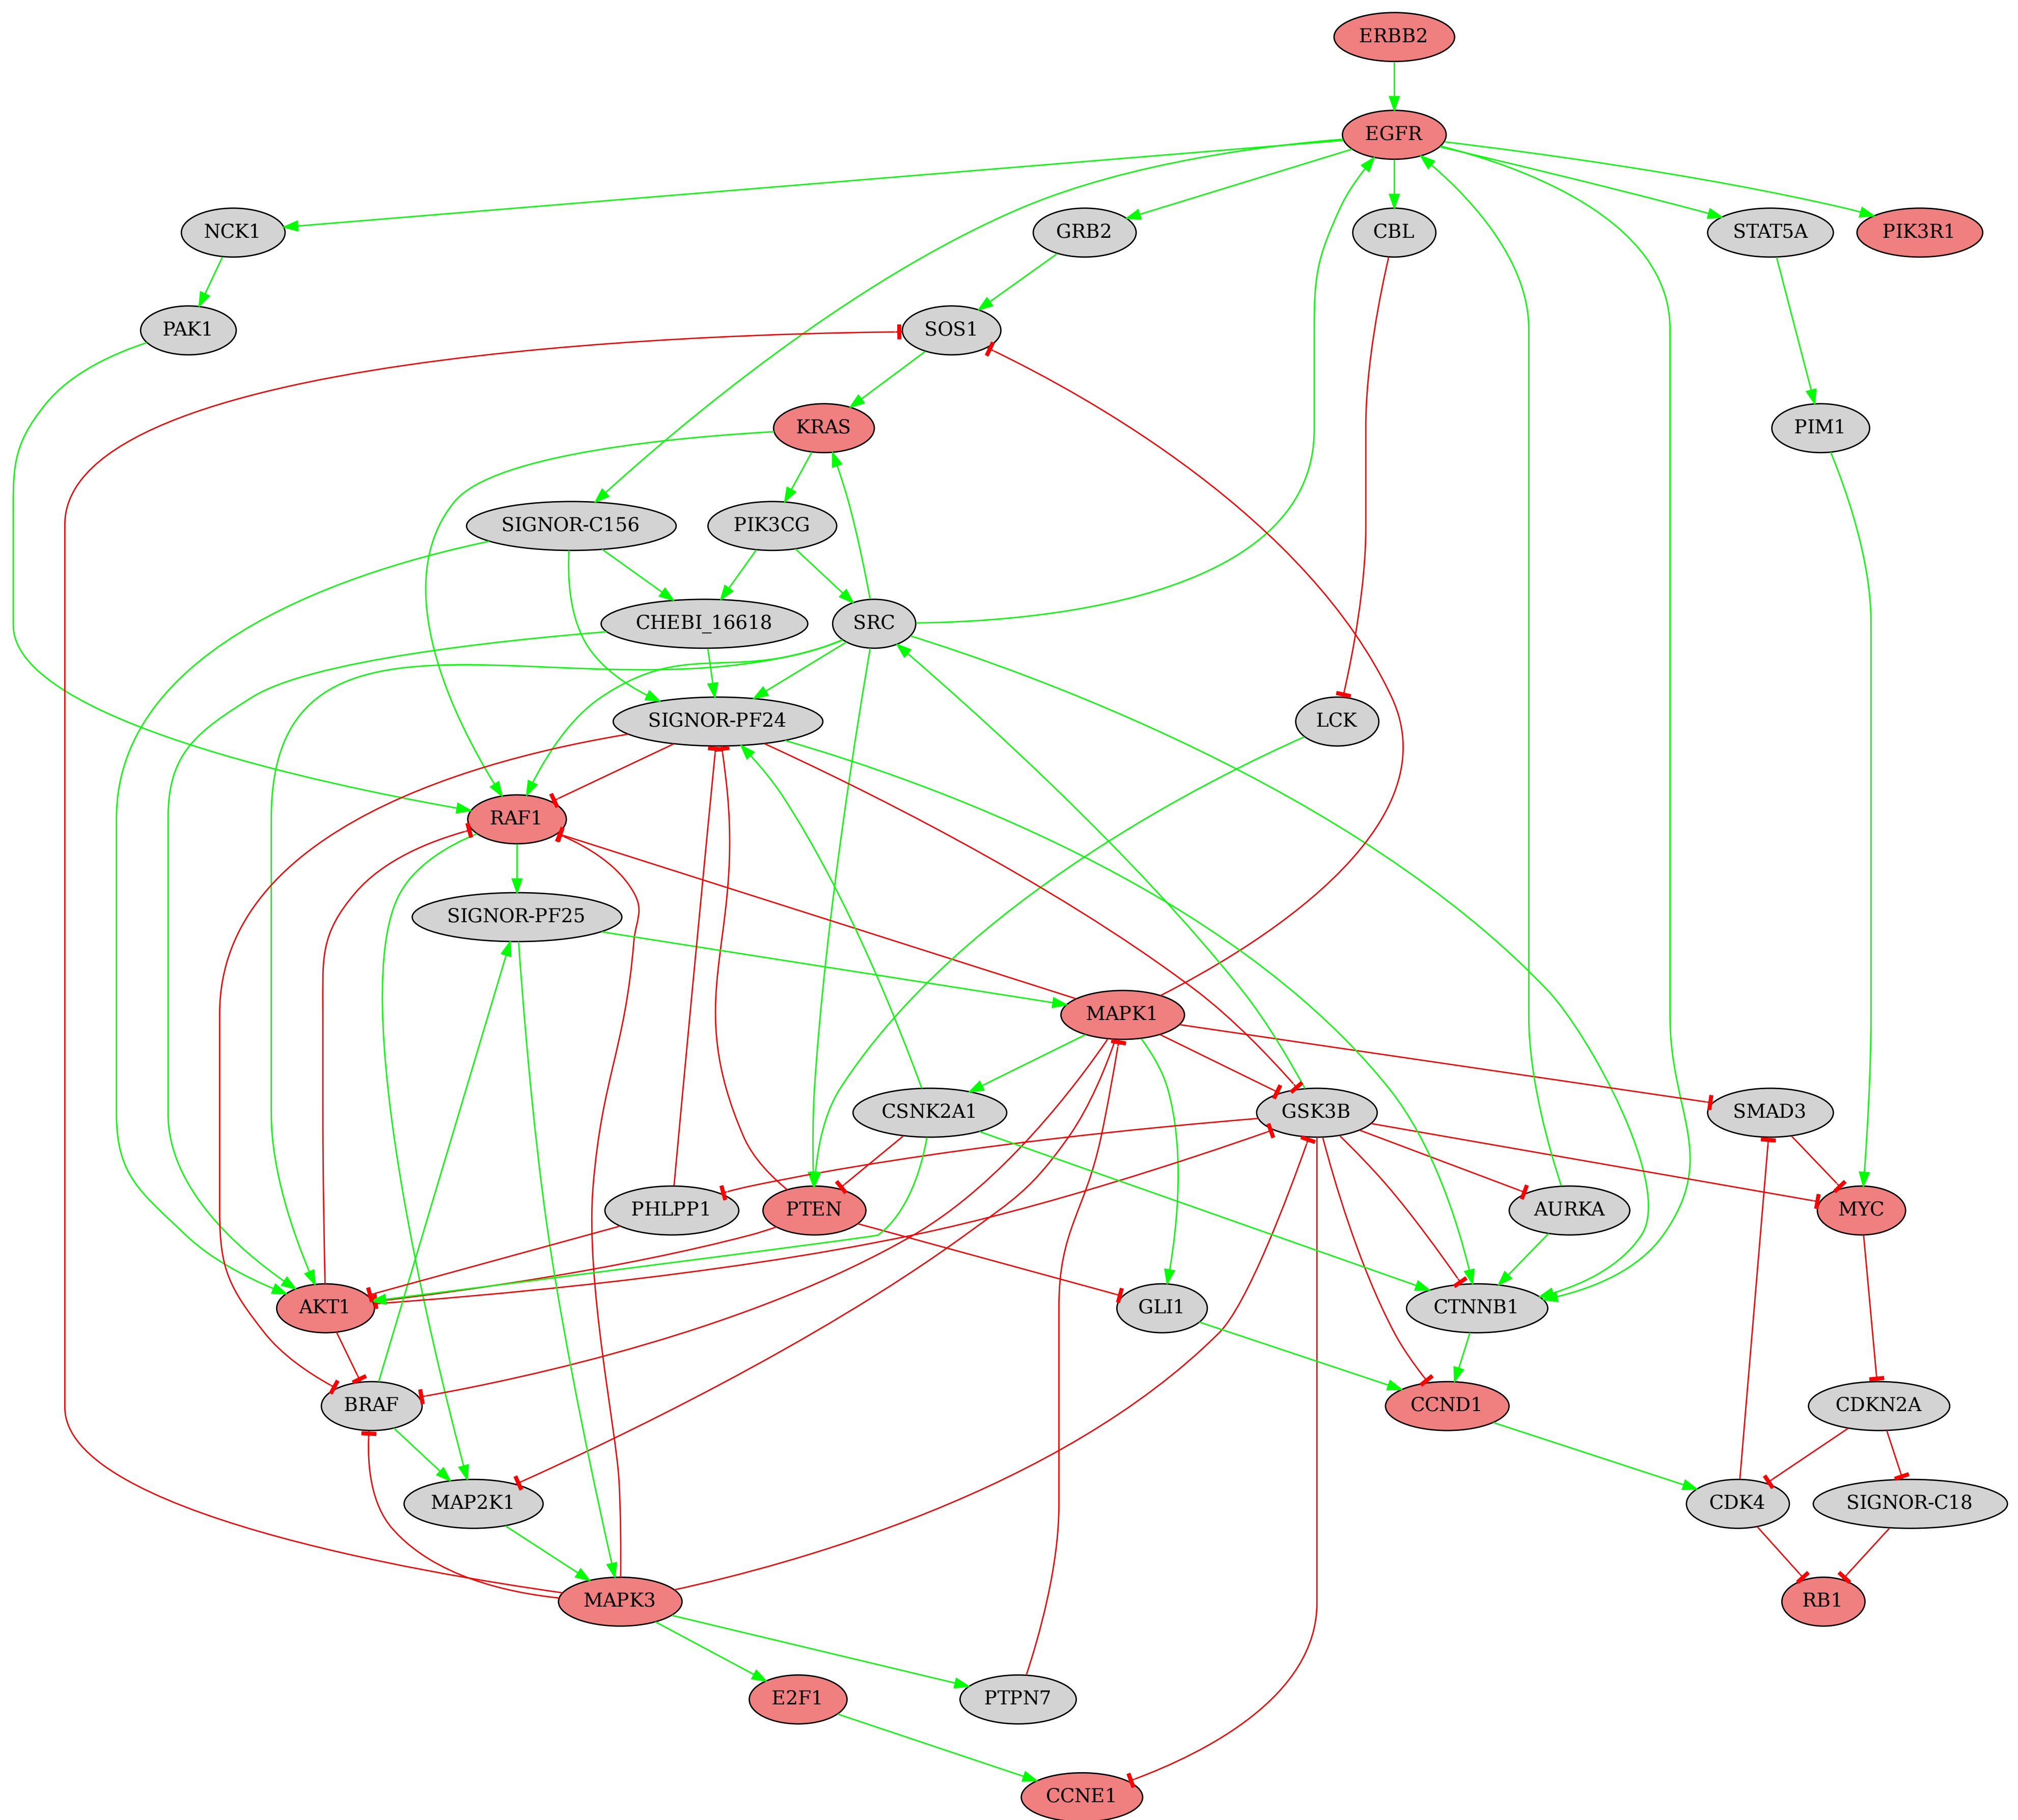 ERBB2
EGFR
NCK1
GRB2
CBL
STAT5A
PIK3R1
PAK1
SOS1
KRAS
PIM1
SIGNOR-C156
PIK3CG
CHEBI_16618
SRC
SIGNOR-PF24
LCK
RAF1
SIGNOR-PF25
MAPK1
CSNK2A1
GSK3B
SMAD3
PHLPP1
PTEN
AURKA
MYC
AKT1
GLI1
CTNNB1
BRAF
CCND1
CDKN2A
MAP2K1
CDK4
SIGNOR-C18
MAPK3
RB1
E2F1
PTPN7
CCNE1